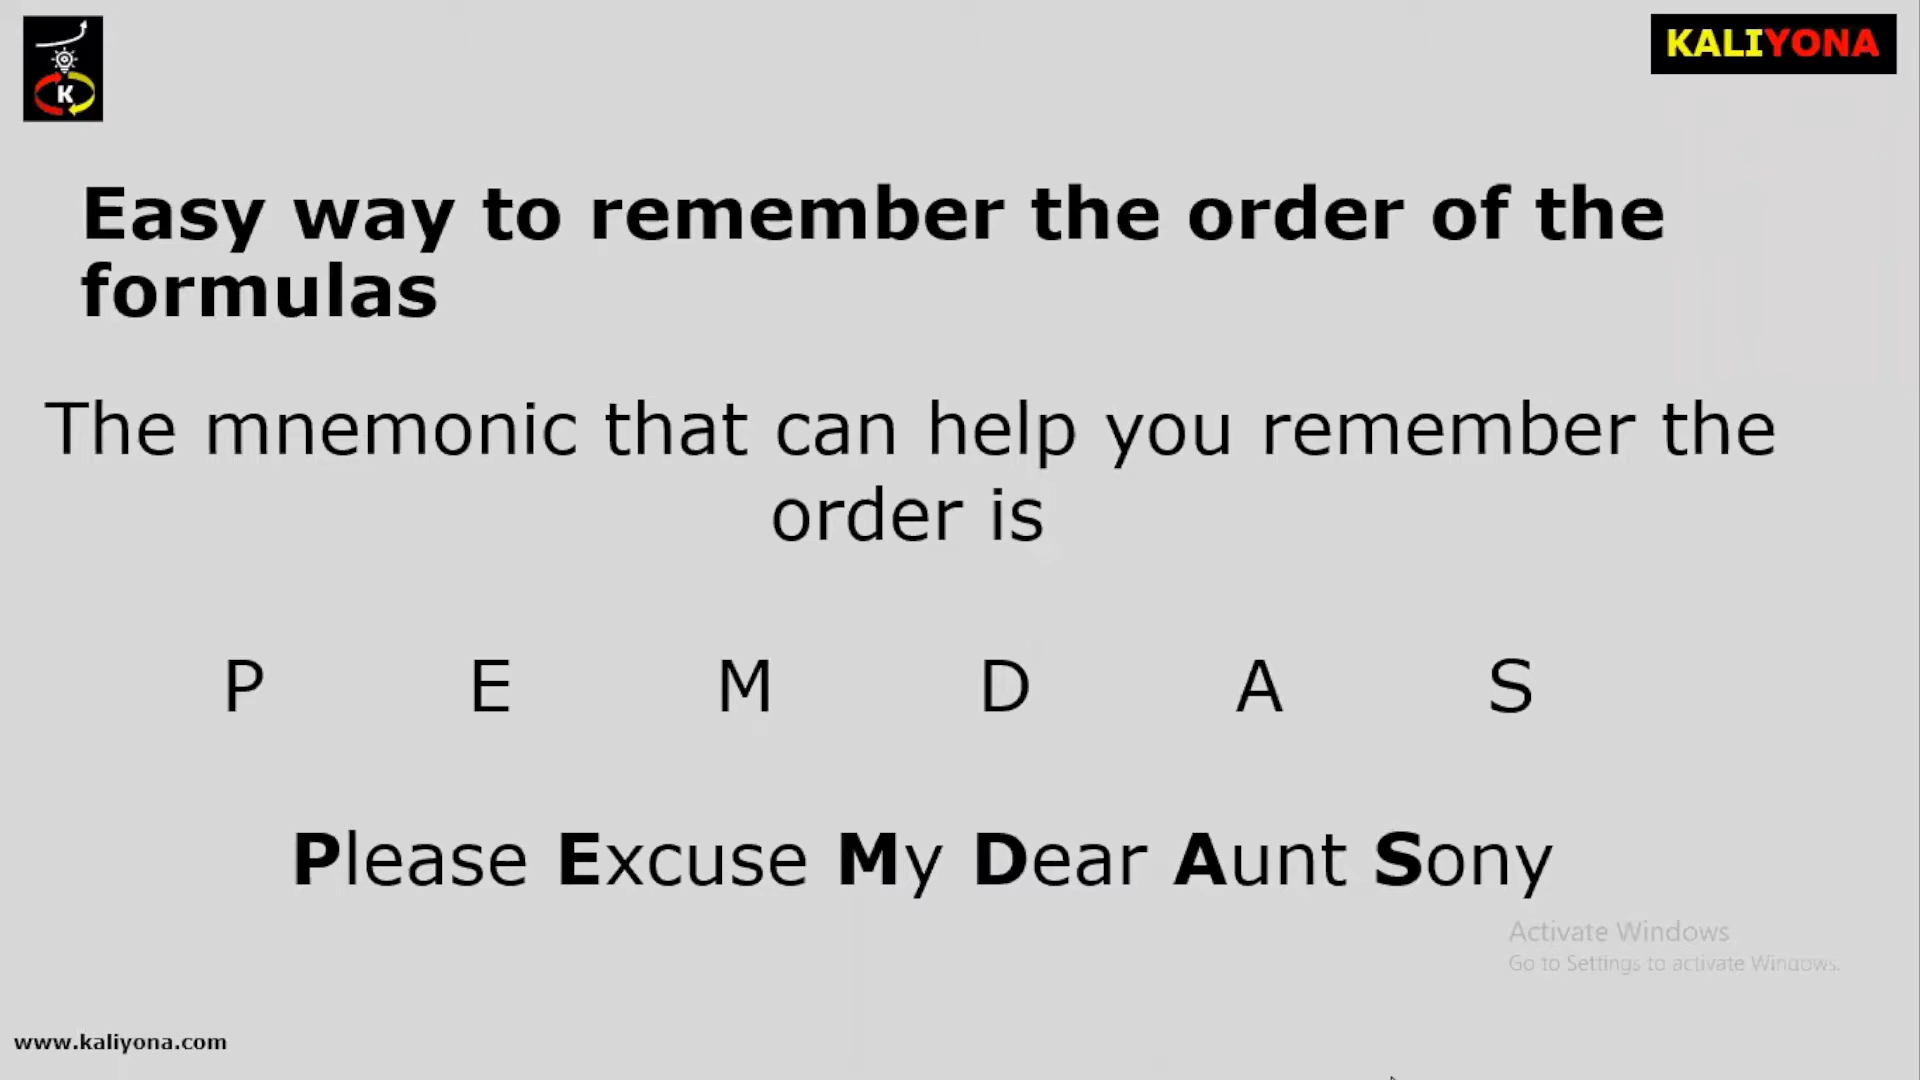 K
KALIYONA
Easy way to remember the order of the
formulas
The mnemonic that can help you remember the
order is
P E M D A S
Please Excuse My Dear Aunt Sony
Activate Windows
Go to Settings to activate Windows.
www.kaliyona.com